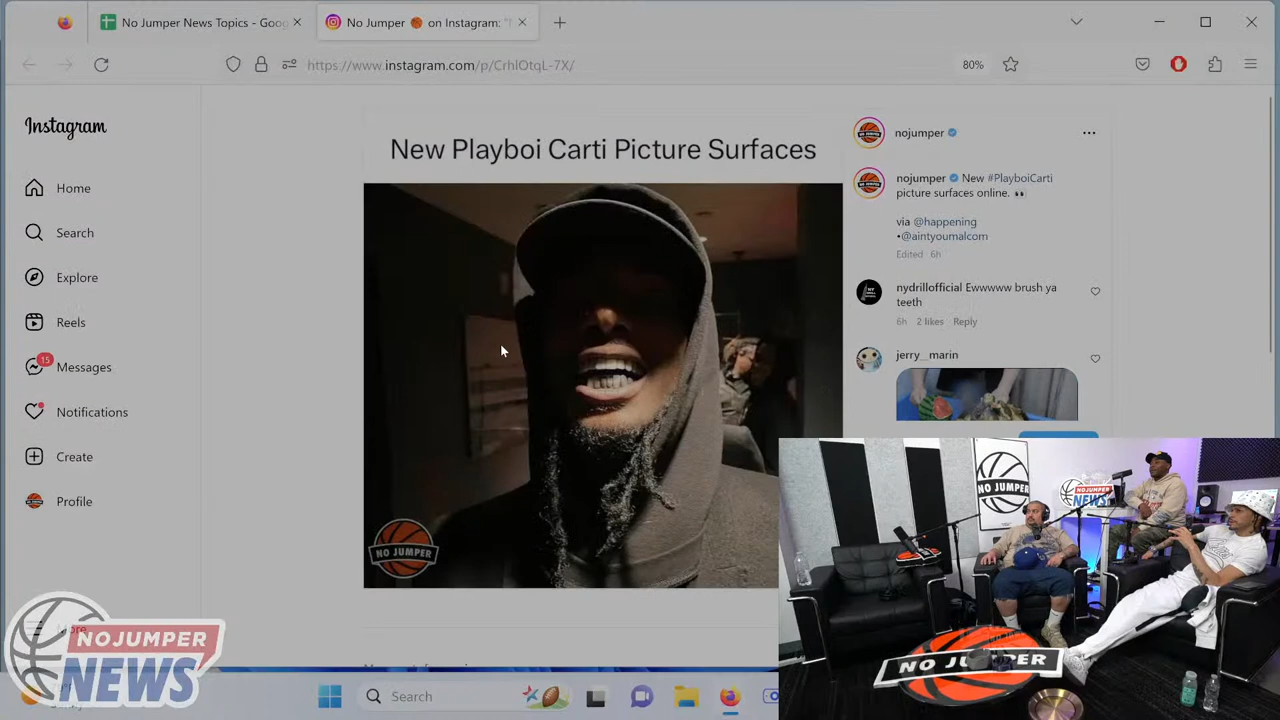 No Jumper News Topics - Goog
No Jumper 🏀 on Instagram: "
https://www.instagram.com/p/CrhlOtqL-7X/
80%
Instagram
Home
Search
Explore
Reels
15
Messages
Notifications
Create
Profile
New Playboi Carti Picture Surfaces
NO JUMPER
nojumper
nojumper New #PlayboiCarti
picture surfaces online. 👀
via @happening
•@aintyoumalcom
Edited 6h
nydrillofficial Ewwwww brush ya
teeth
6h 2 likes Reply
jerry__marin
NO JUMPER
NOJUMPER
NEWS
NO JUMPER
NOJUMPER
NEWS
Search